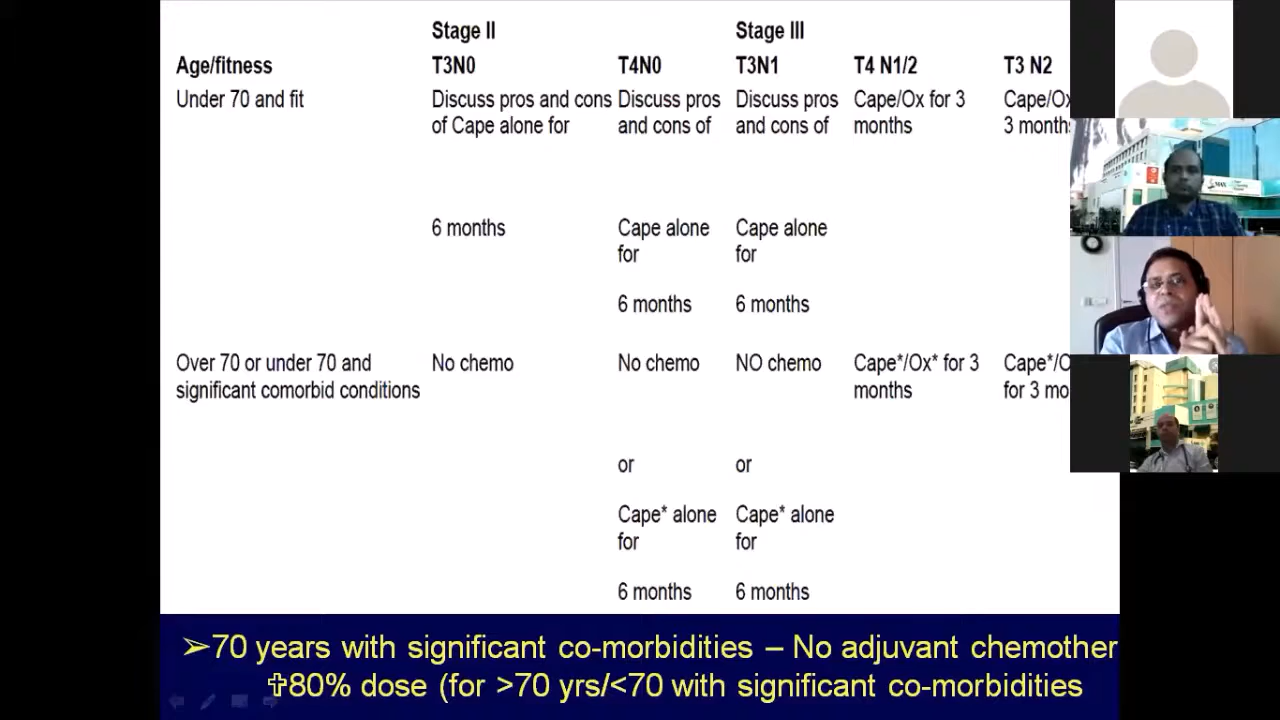 Stage II Stage III
Age/fitness T3N0 T4N0 T3N1 T4 N1/2 T3 N2
Under 70 and fit Discuss pros and cons Discuss pros Discuss pros Cape/Ox for 3
of Cape alone for and cons of and cons of months 3
6 months Cape alone Cape alone
for for
6 months 6 months
Over 70 or under 70 and No chemo No chemo NO chemo Cape*/Ox* for 3
significant comorbid conditions months for 3
or or
Cape* alone Cape* alone
for for
6 months 6 months
➢70 years with significant co-morbidities – No adjuvant chemother
✞80% dose (for >70 yrs/<70 with significant co-morbidities
MAX